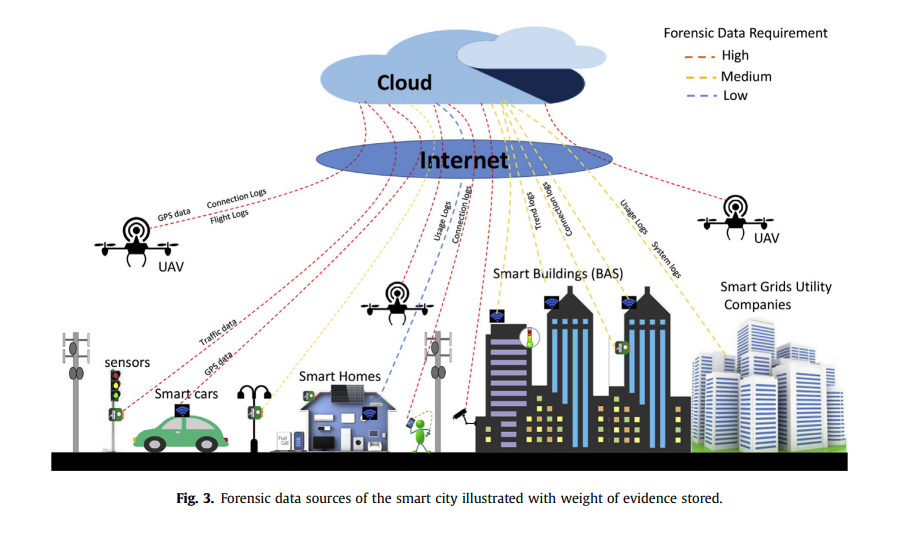 Forensic Data Requirement
High
Medium
Low
Cloud
Internet
GPS data
Connection Logs
Flight Logs
UAV
UAV
Usage Logs
Connection logs
Trend logs
Connection logs
Usage Logs
System logs
Smart Buildings (BAS)
Smart Grids Utility
Companies
Traffic data
GPS data
sensors
Smart cars
Smart Homes
Fuel
Cell
Fig. 3. Forensic data sources of the smart city illustrated with weight of evidence stored.